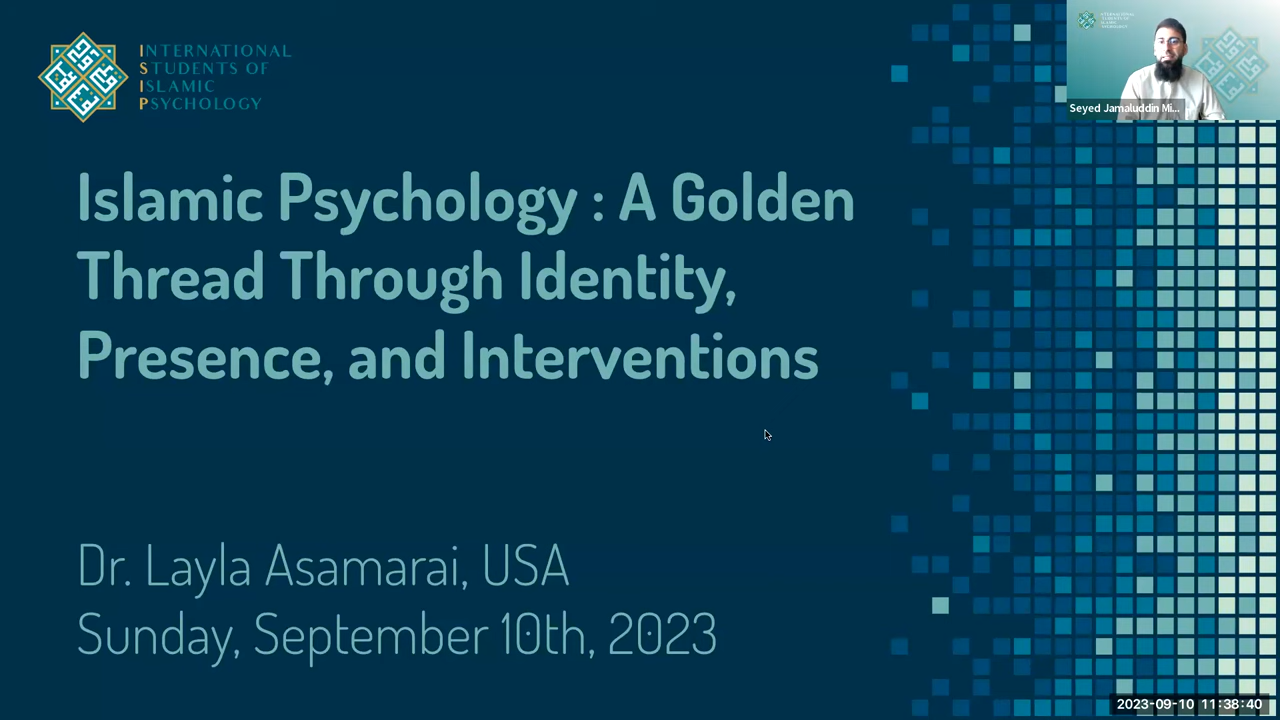 INTERNATIONAL
STUDENTS OF
ISLAMIC
PSYCHOLOGY
Seyed Jamaluddin Mi...
Islamic Psychology : A Golden
Thread Through Identity,
Presence, and Interventions
Dr. Layla Asamarai, USA
Sunday, September 10th, 2023
2023-09-10 11:38:40